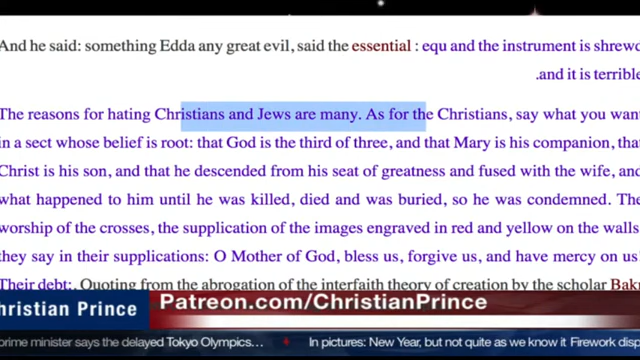 And he said: something Edda any great evil, said the essential : equ and the instrument is shrewd
.and it is terrible
The reasons for hating Christians and Jews are many. As for the Christians, say what you want
in a sect whose belief is root: that God is the third of three, and that Mary is his companion, that
Christ is his son, and that he descended from his seat of greatness and fused with the wife, and
what happened to him until he was killed, died and was buried, so he was condemned. The
worship of the crosses, the supplication of the images engraved in red and yellow on the walls,
they say in their supplications: O Mother of God, bless us, forgive us, and have mercy on us!
Their debt: Quoting from the abrogation of the interfaith theory of creation by the scholar Bakr
Christian Prince
Patreon.com/ChristianPrince
prime minister says the delayed Tokyo Olympics... In pictures: New Year, but not quite as we know it Firework disp